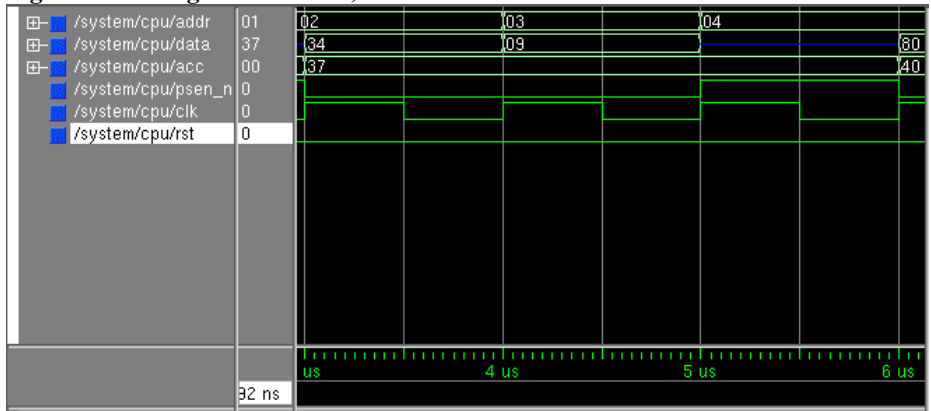 /system/cpu/addr 01 02 03 04
/system/cpu/data 37 34 09 80
/system/cpu/acc 00 37 40
/system/cpu/psen_n 0
/system/cpu/clk 0
/system/cpu/rst 0
us 4 us 5 us 6 us
92 ns